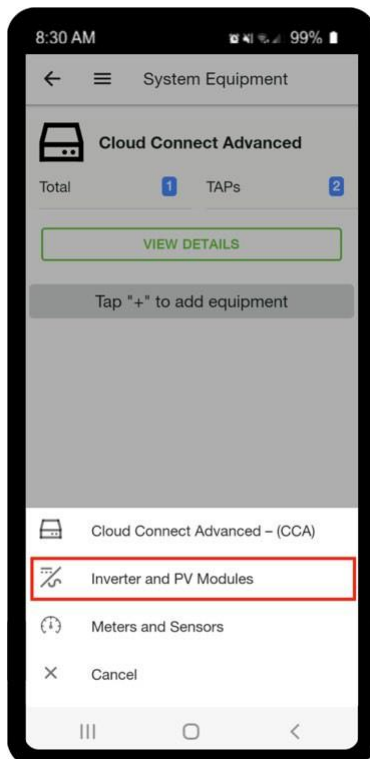 8:30 AM 99%
System Equipment
Cloud Connect Advanced
Total 1 TAPs 2
VIEW DETAILS
Tap "+" to add equipment
Cloud Connect Advanced – (CCA)
Inverter and PV Modules
Meters and Sensors
Cancel